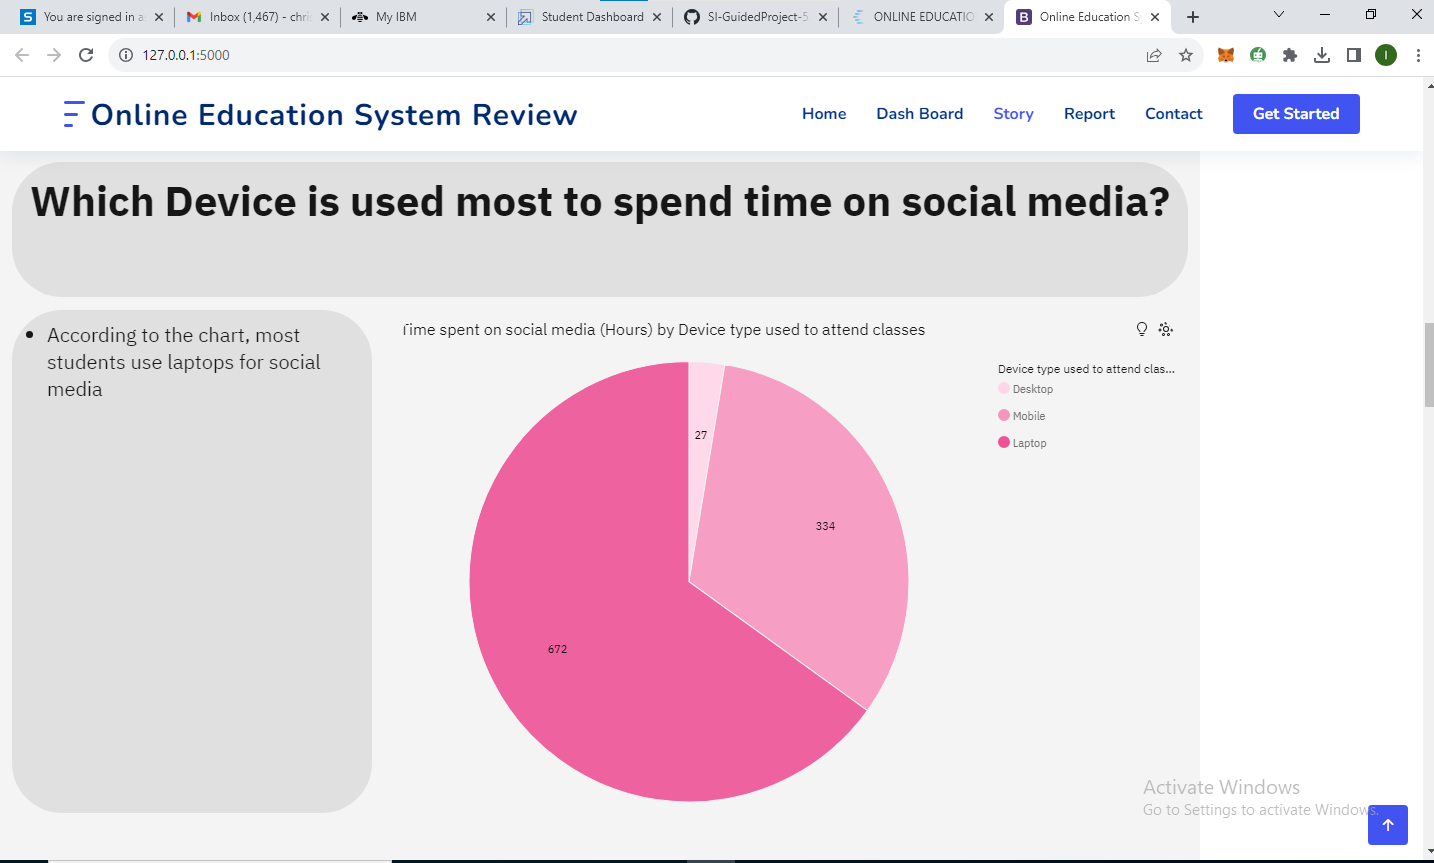 You are signed in a
Inbox (1,467) - chri
My IBM
Student Dashboard
SI-GuidedProject-5
ONLINE EDUCATIO
Online Education S
127.0.0.1:5000
I
Online Education System Review
Home
Dash Board
Story
Report
Contact
Get Started
Which Device is used most to spend time on social media?
• According to the chart, most
students use laptops for social
media
Time spent on social media (Hours) by Device type used to attend classes
Device type used to attend clas...
Desktop
Mobile
Laptop
27
334
672
Activate Windows
Go to Settings to activate Windows.